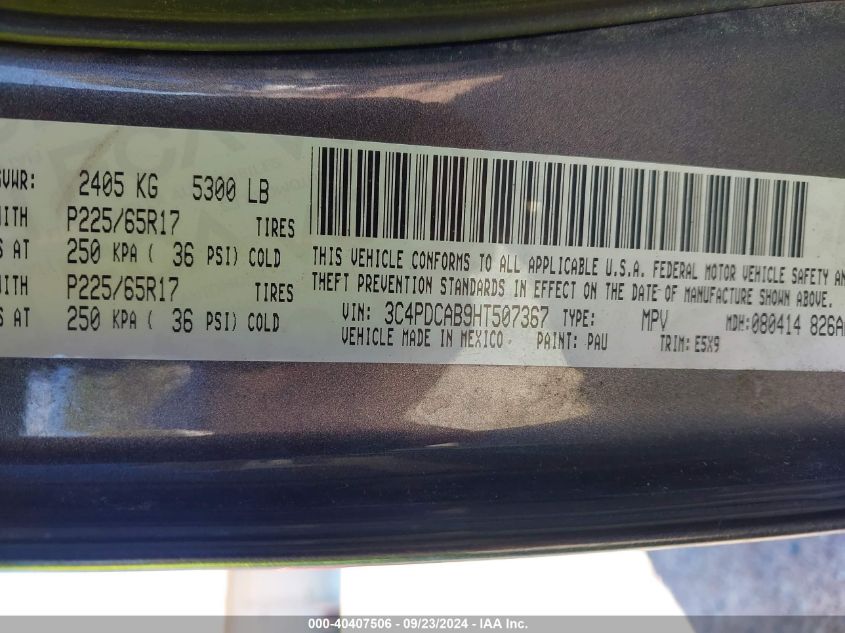 GVWR: 2405 KG 5300 LB
WITH P225/65R17 TIRES
S AT 250 KPA ( 36 PSI) COLD
WITH P225/65R17 TIRES
S AT 250 KPA ( 36 PSI) COLD
THIS VEHICLE CONFORMS TO ALL APPLICABLE U.S.A. FEDERAL MOTOR VEHICLE SAFETY AN
THEFT PREVENTION STANDARDS IN EFFECT ON THE DATE OF MANUFACTURE SHOWN ABOVE.
VIN: 3C4PDCAB9HT507367 TYPE: MPV MDH:080414 826A
VEHICLE MADE IN MEXICO PAINT: PAU TRIM: E5X9
000-40407506 - 09/23/2024 - IAA Inc.